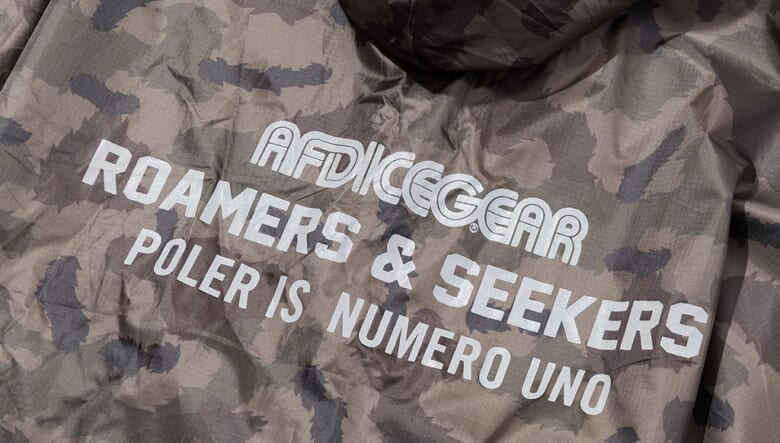 AFDICEGEAR®
ROAMERS & SEEKERS
POLER IS NUMERO UNO